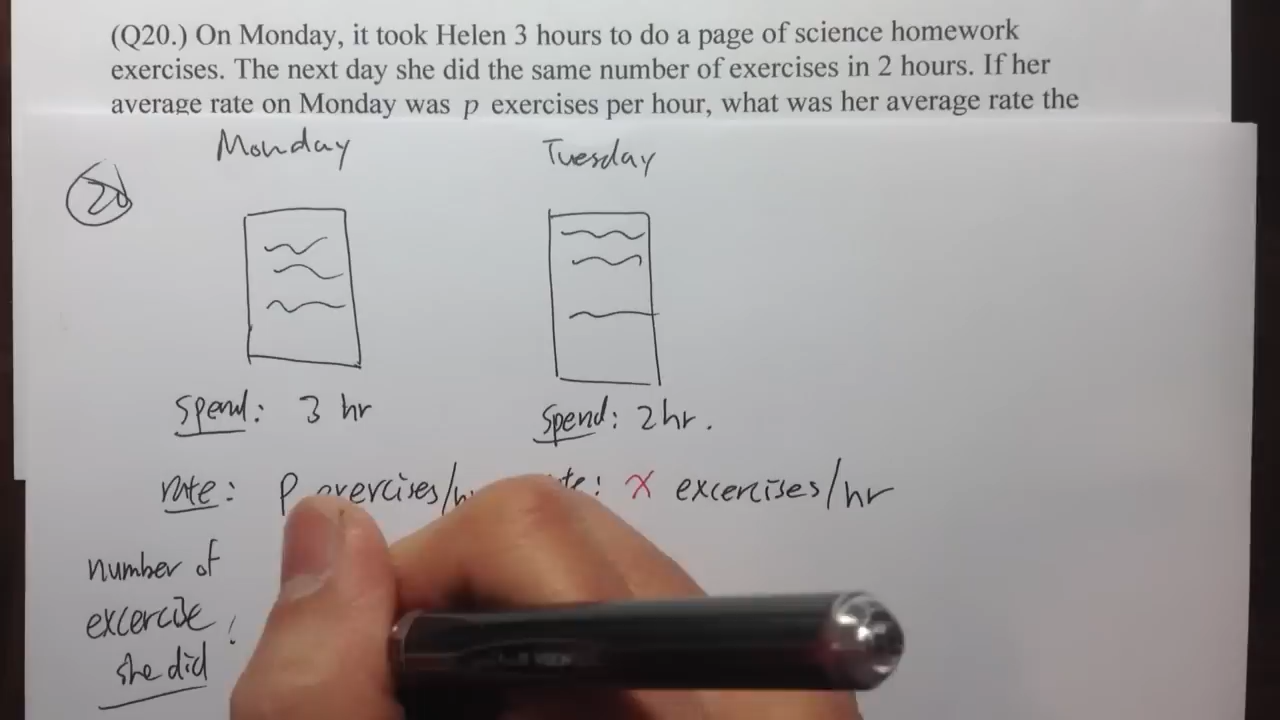 (Q20.) On Monday, it took Helen 3 hours to do a page of science homework
exercises. The next day she did the same number of exercises in 2 hours. If her
average rate on Monday was p exercises per hour, what was her average rate the
Monday Tuesday
20
Spend: 3 hr Spend: 2 hr.
rate: P exercises/hr : X excercises/hr
number of
excercise
she did :